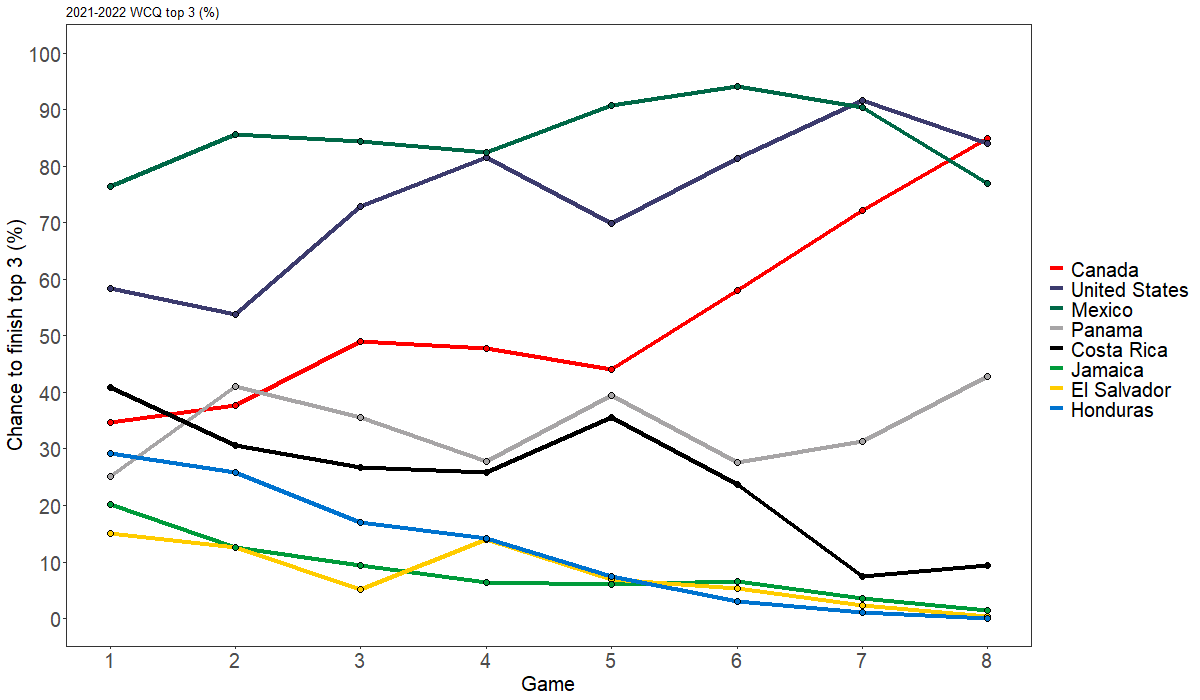 2021-2022 WCQ top 3 (%)
Chance to finish top 3 (%)
100
90
80
70
60
50
40
30
20
10
0
1 2 3 4 5 6 7 8
Game
Canada
United States
Mexico
Panama
Costa Rica
Jamaica
El Salvador
Honduras